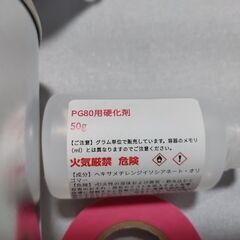 PG80用硬化剤
50g
【ご注意】グラム単位で販売しています。容器のメモリ
（ml）とは異なりますのでご注意ください。
火気厳禁 危険
【成分】ヘキサメチレンジイソシアネート・オリ
ゴマー